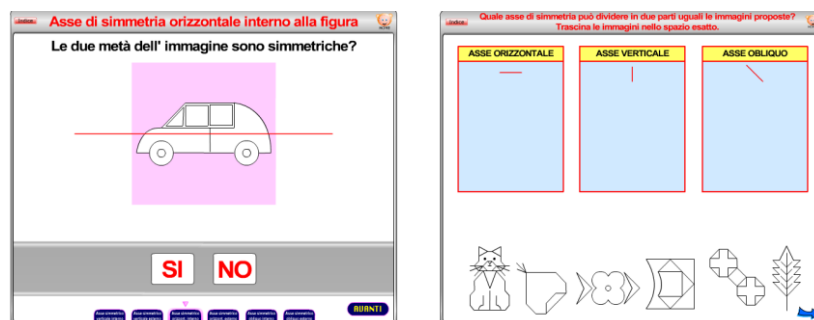 indice
Asse di simmetria orizzontale interno alla figura
Le due metà dell' immagine sono simmetriche?
SI
NO
AVANTI
indice
Quale asse di simmetria può dividere in due parti uguali le immagini proposte?
Trascina le immagini nello spazio esatto.
ASSE ORIZZONTALE
ASSE VERTICALE
ASSE OBLIQUO